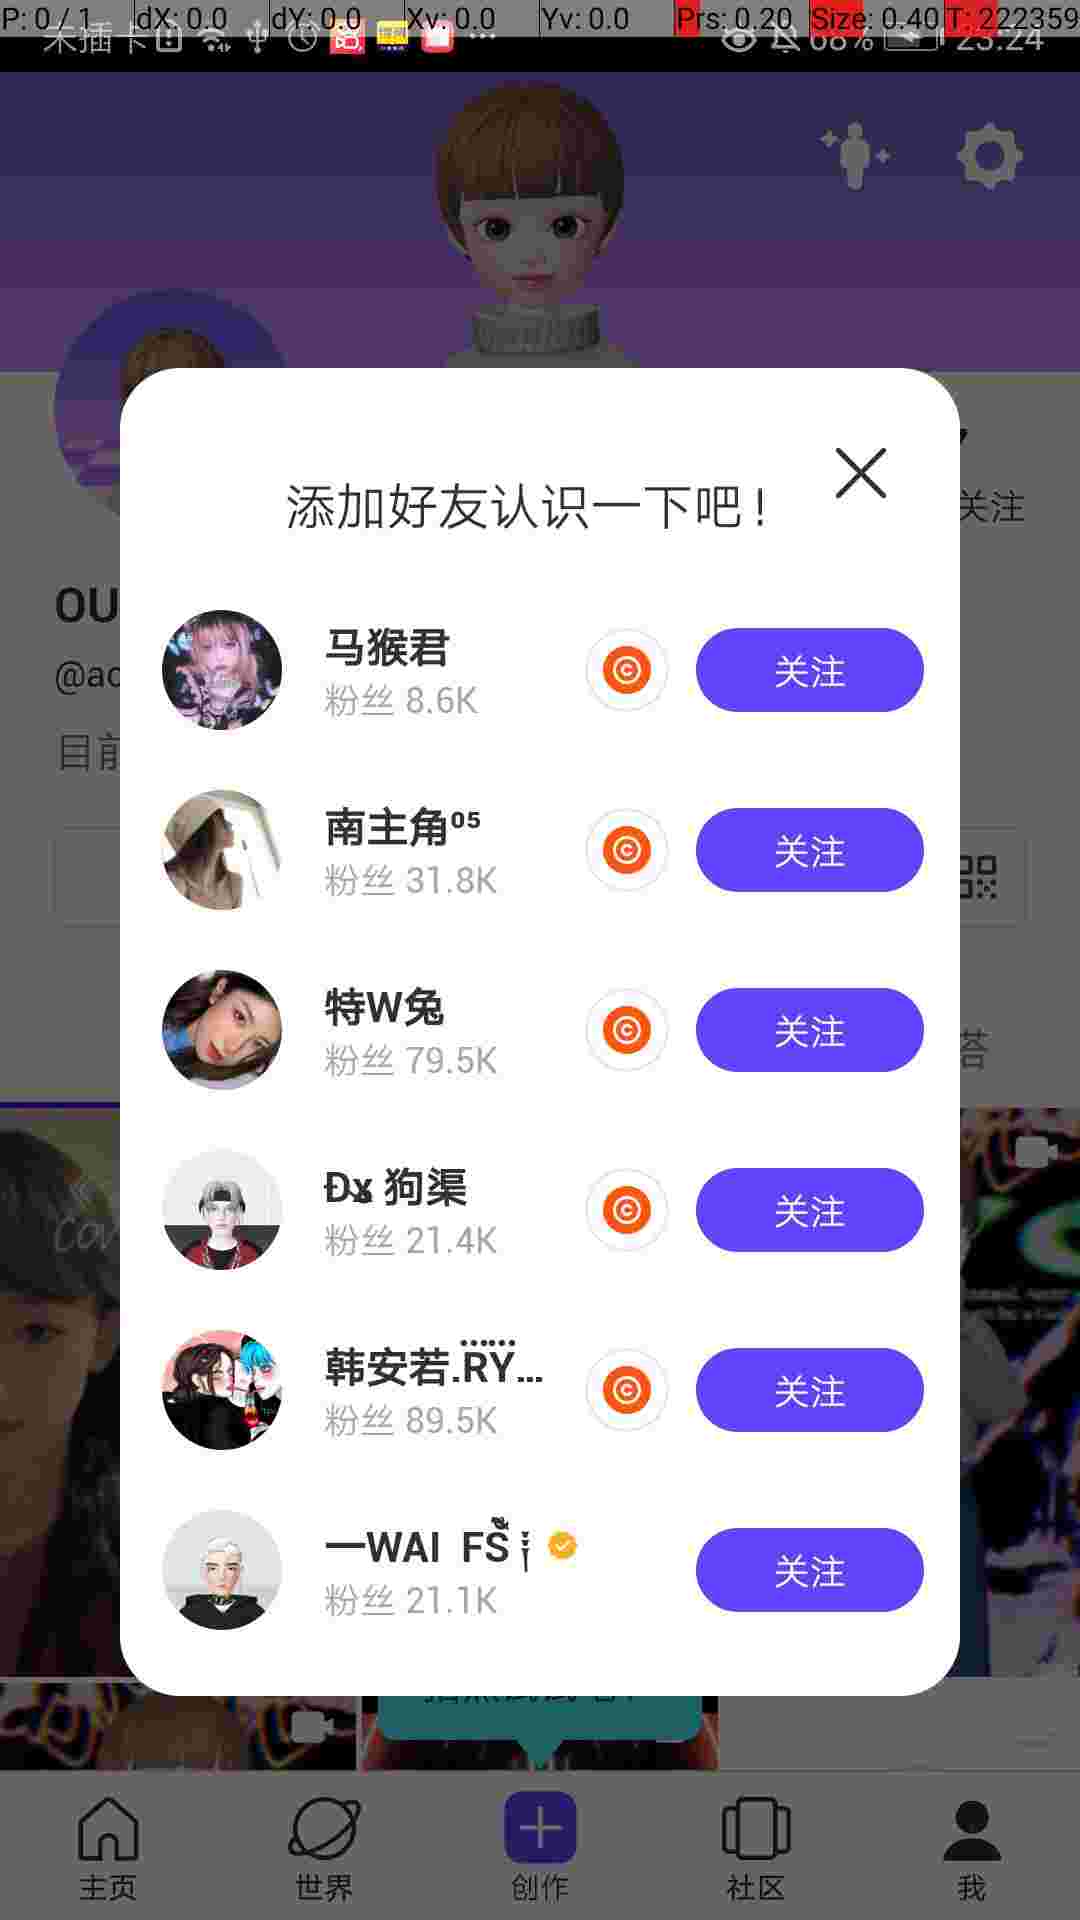 P: 0 / 1 dX: 0.0 dY: 0.0 Xv: 0.0 Yv: 0.0 Prs: 0.20 Size: 0.40 T: 222359
未插卡 68% 23:24
添加好友认识一下吧！
关注
OU
@ac
目前
马猴君
粉丝 8.6K
关注
南主角⁰⁵
粉丝 31.8K
关注
特W兔
粉丝 79.5K
关注
狗渠
粉丝 21.4K
关注
韩安若.RY...
粉丝 89.5K
关注
一WAI FS
粉丝 21.1K
关注
答
主页 世界 创作 社区 我